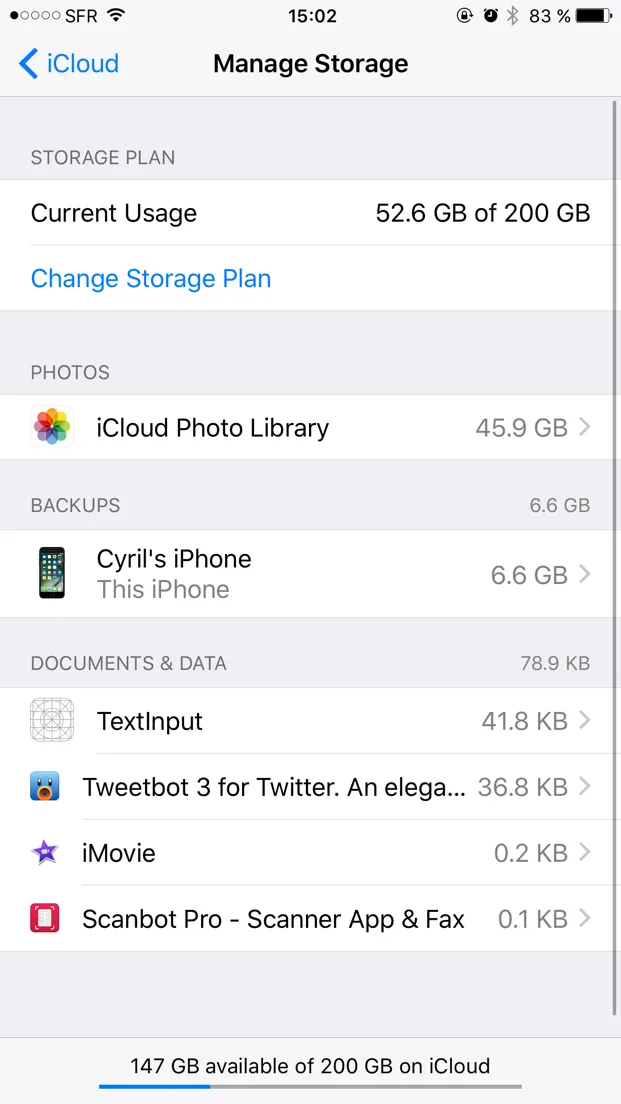 SFR 15:02 83 %
iCloud Manage Storage
STORAGE PLAN
Current Usage 52.6 GB of 200 GB
Change Storage Plan
PHOTOS
iCloud Photo Library 45.9 GB
BACKUPS 6.6 GB
Cyril's iPhone
This iPhone 6.6 GB
DOCUMENTS & DATA 78.9 KB
TextInput 41.8 KB
Tweetbot 3 for Twitter. An elega... 36.8 KB
iMovie 0.2 KB
Scanbot Pro - Scanner App & Fax 0.1 KB
147 GB available of 200 GB on iCloud